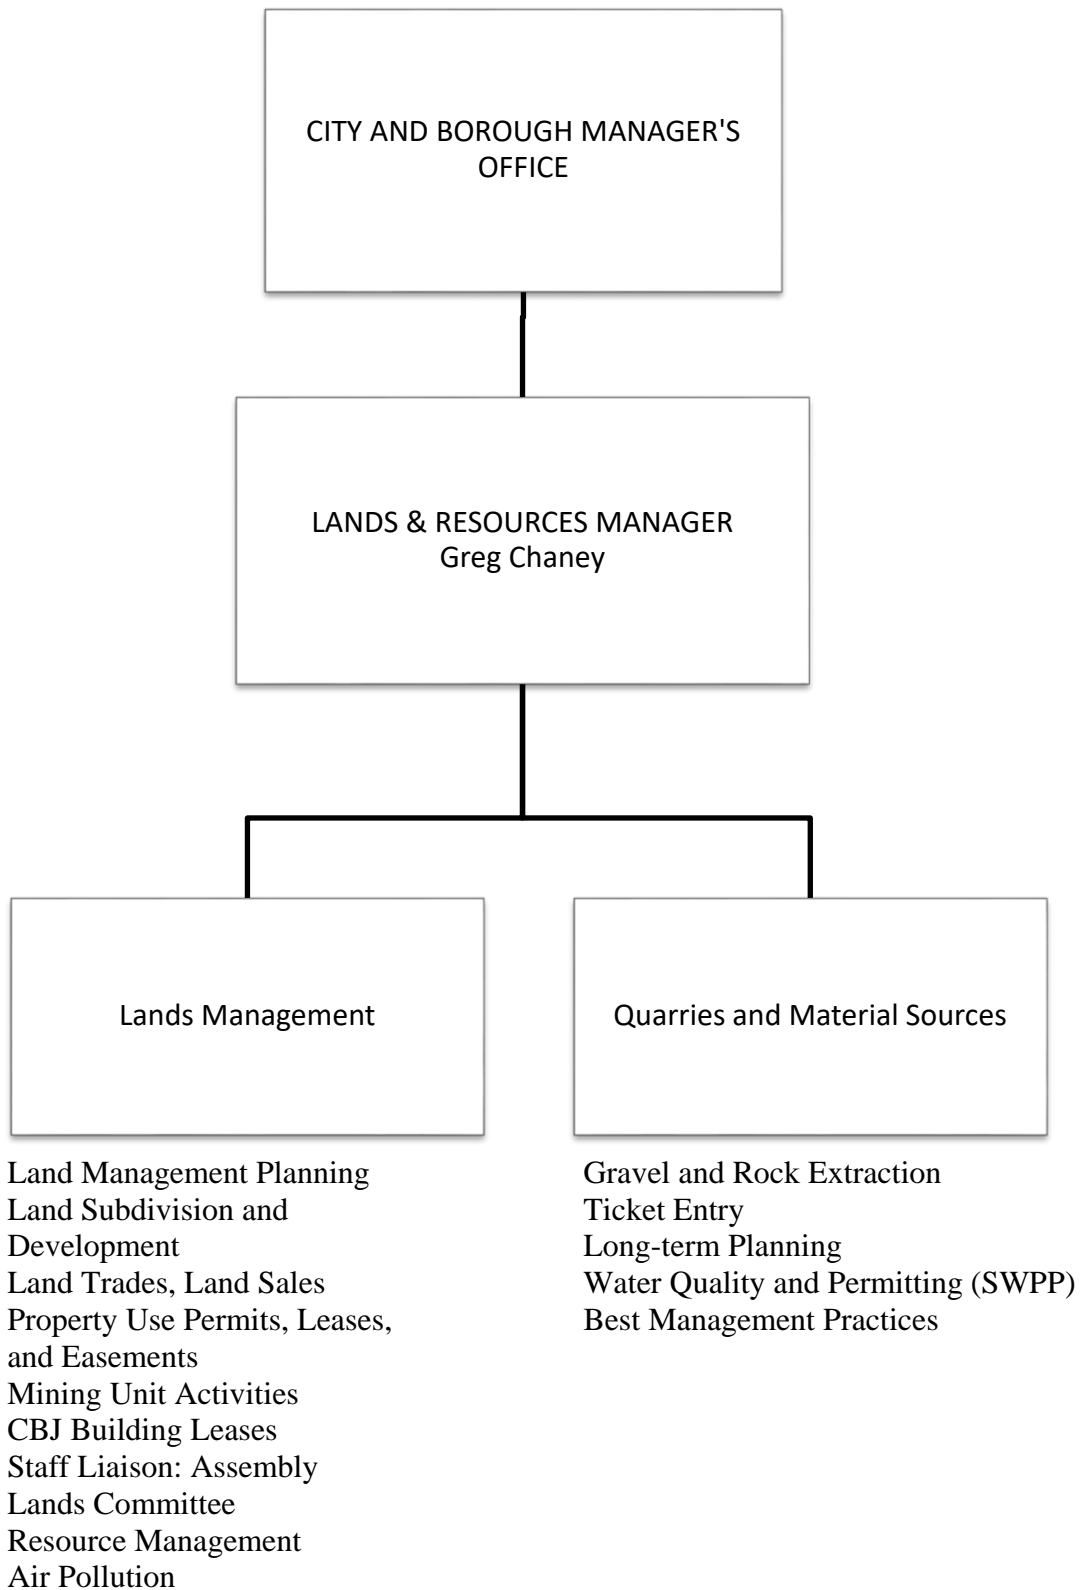 CITY AND BOROUGH MANAGER'S
OFFICE
LANDS & RESOURCES MANAGER
Greg Chaney
Lands Management
Quarries and Material Sources
Land Management Planning
Land Subdivision and
Development
Land Trades, Land Sales
Property Use Permits, Leases,
and Easements
Mining Unit Activities
CBJ Building Leases
Staff Liaison: Assembly
Lands Committee
Resource Management
Air Pollution
Gravel and Rock Extraction
Ticket Entry
Long-term Planning
Water Quality and Permitting (SWPP)
Best Management Practices